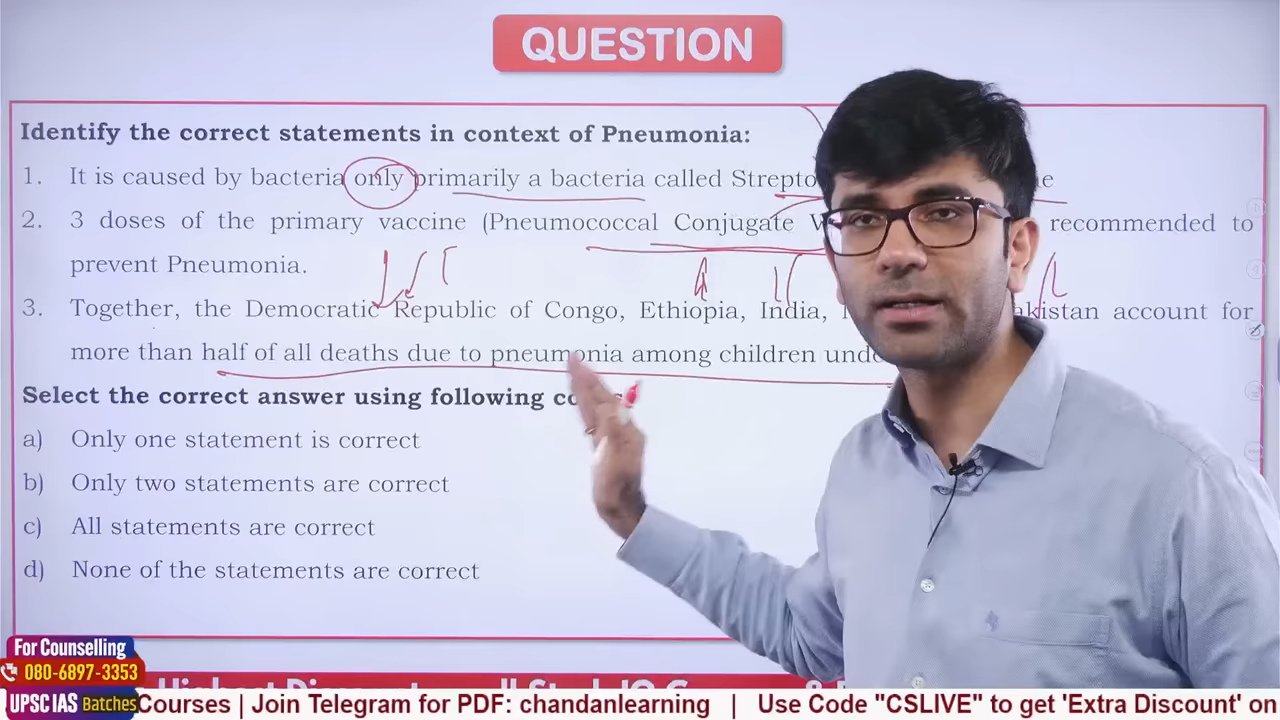 QUESTION
Identify the correct statements in context of Pneumonia:
1. It is caused by bacteria only primarily a bacteria called Strepto
2. 3 doses of the primary vaccine (Pneumococcal Conjugate V recommended to
prevent Pneumonia.
3. Together, the Democratic Republic of Congo, Ethiopia, India, akistan account for
more than half of all deaths due to pneumonia among children unde
Select the correct answer using following
a) Only one statement is correct
b) Only two statements are correct
c) All statements are correct
d) None of the statements are correct
For Counselling
080-6897-3353
UPSC IAS Batches
Courses | Join Telegram for PDF: chandanlearning | Use Code "CSLIVE" to get 'Extra Discount' on